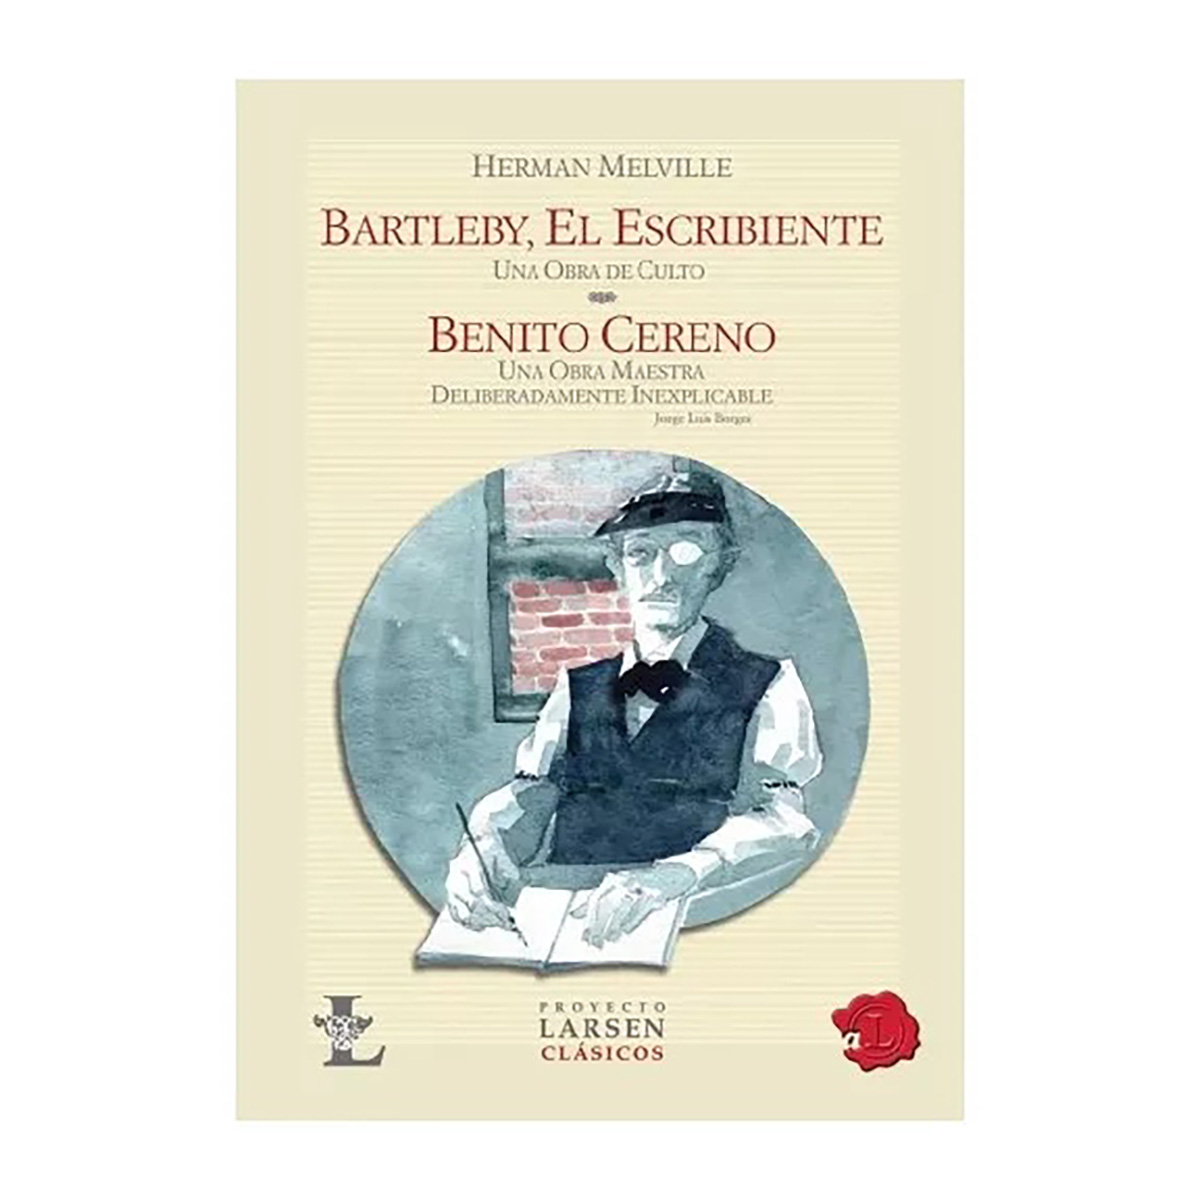 HERMAN MELVILLE
BARTLEBY, EL ESCRIBIENTE
UNA OBRA DE CULTO
BENITO CERENO
UNA OBRA MAESTRA
DELIBERADAMENTE INEXPLICABLE
Jorge Luis Borges
L
PROYECTO
LARSEN
CLÁSICOS
a.L